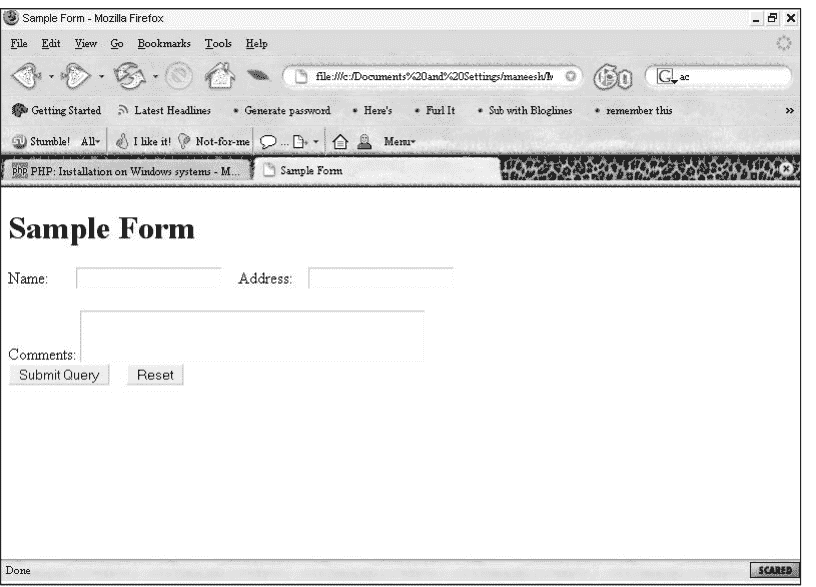 Sample Form - Mozilla Firefox
File Edit View Go Bookmarks Tools Help
file:///c:/Documents%20and%20Settings/maneesh/ G ac
Getting Started Latest Headlines Generate password Here's Furl It Sub with Bloglines remember this »
Stumble! All I like it! Not-for-me ... Menu
php PHP: Installation on Windows systems - M... Sample Form
Sample Form
Name: Address:
Comments:
Submit Query Reset
Done SCARED